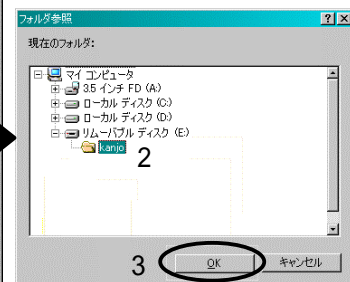 フォルダ参照
現在のフォルダ:
マイ コンピュータ
3.5 インチ FD (A:)
ローカル ディスク (C:)
ローカル ディスク (D:)
リムーバブル ディスク (E:)
kanjo
2
3
OK
キャンセル